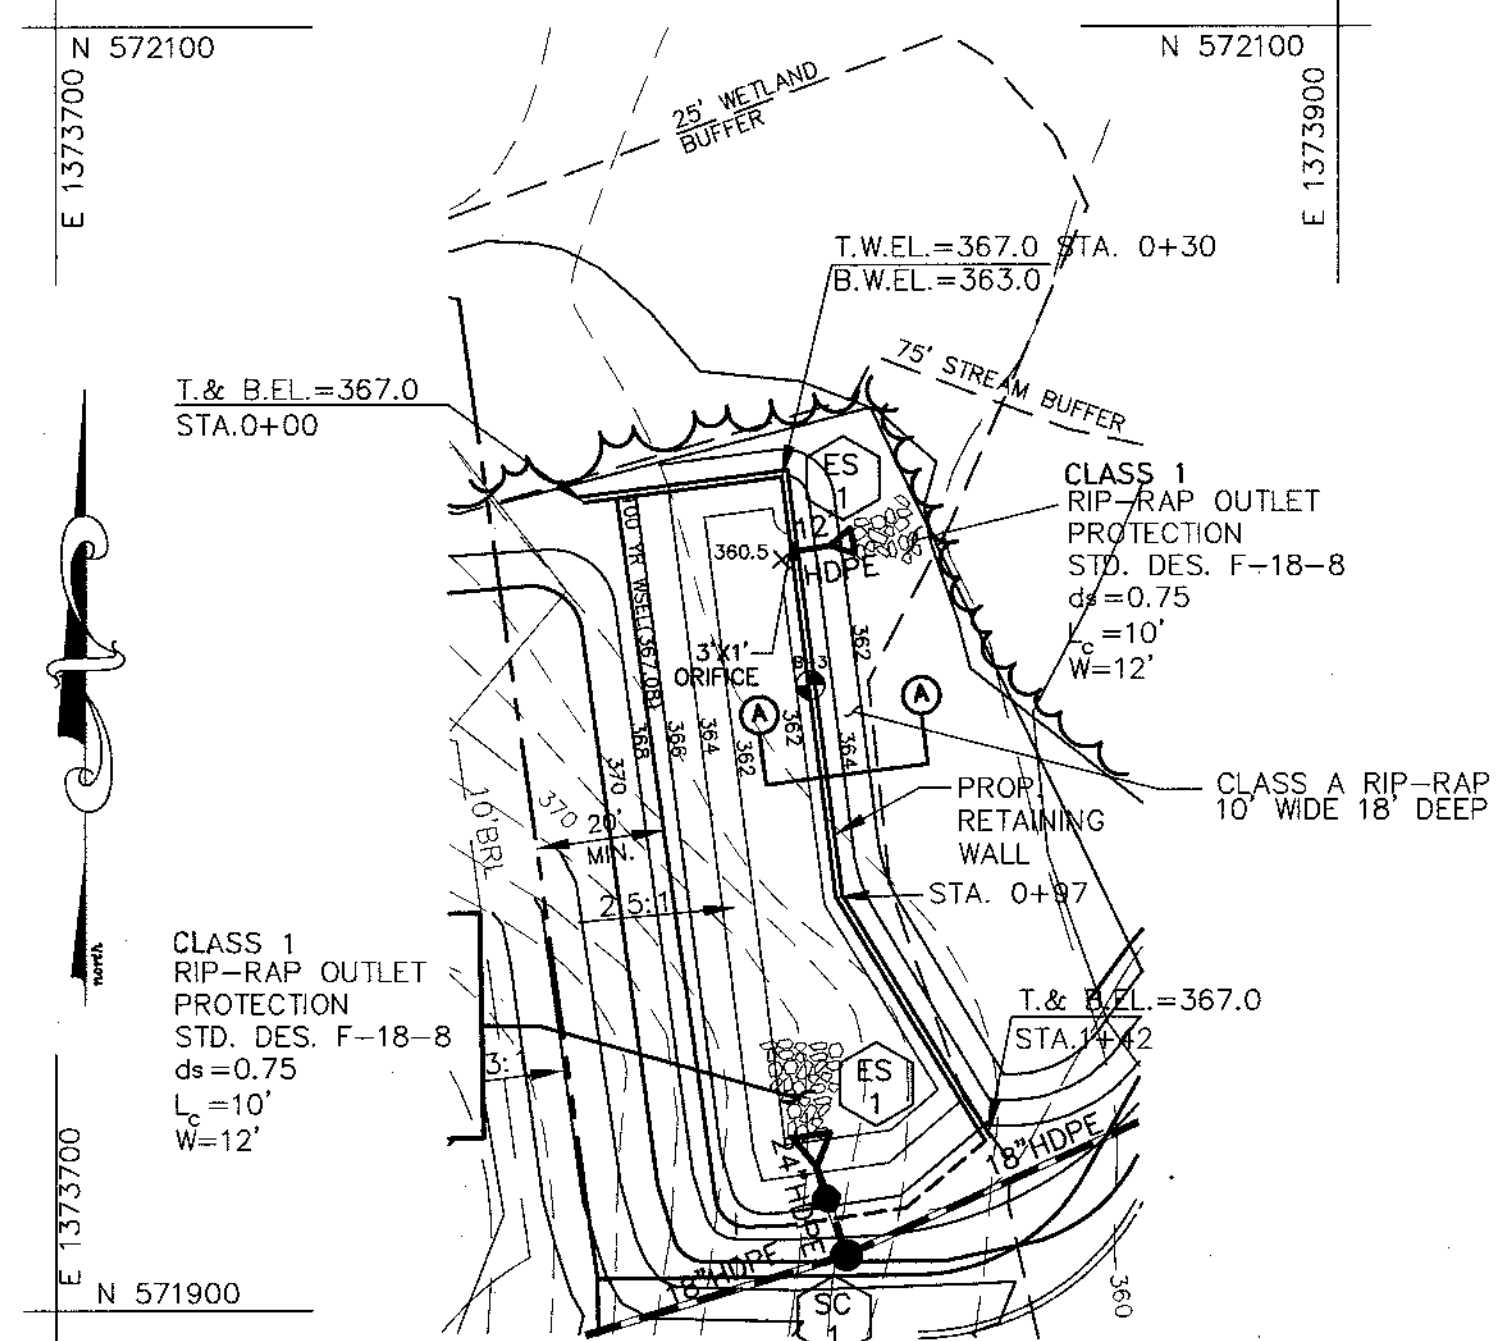 N 572100
N 572100
E 1373700
E 1373900
25' WETLAND
BUFFER
T.W.EL.=367.0 STA. 0+30
B.W.EL.=363.0
75' STREAM BUFFER
T.& B.EL.=367.0
STA.0+00
ES
1
CLASS 1
RIP-RAP OUTLET
PROTECTION
STD. DES. F-18-8
ds=0.75
Lc=10'
W=12'
12"
HDPE
360.5
100 YR WSEL(367.08)
3'X1'
ORIFICE
B-3
A
A
362
368
366
364
362
362
364
370
370
10'BRL
20'
MIN.
2.5:1
PROP.
RETAINING
WALL
CLASS A RIP-RAP
10' WIDE 18' DEEP
STA. 0+97
north
CLASS 1
RIP-RAP OUTLET
PROTECTION
STD. DES. F-18-8
ds=0.75
Lc=10'
W=12'
3:
T.& B.EL.=367.0
STA.1+42
ES
1
24" HDPE
18"HDPE
18"HDPE
360
E 1373700
N 571900
SC
1